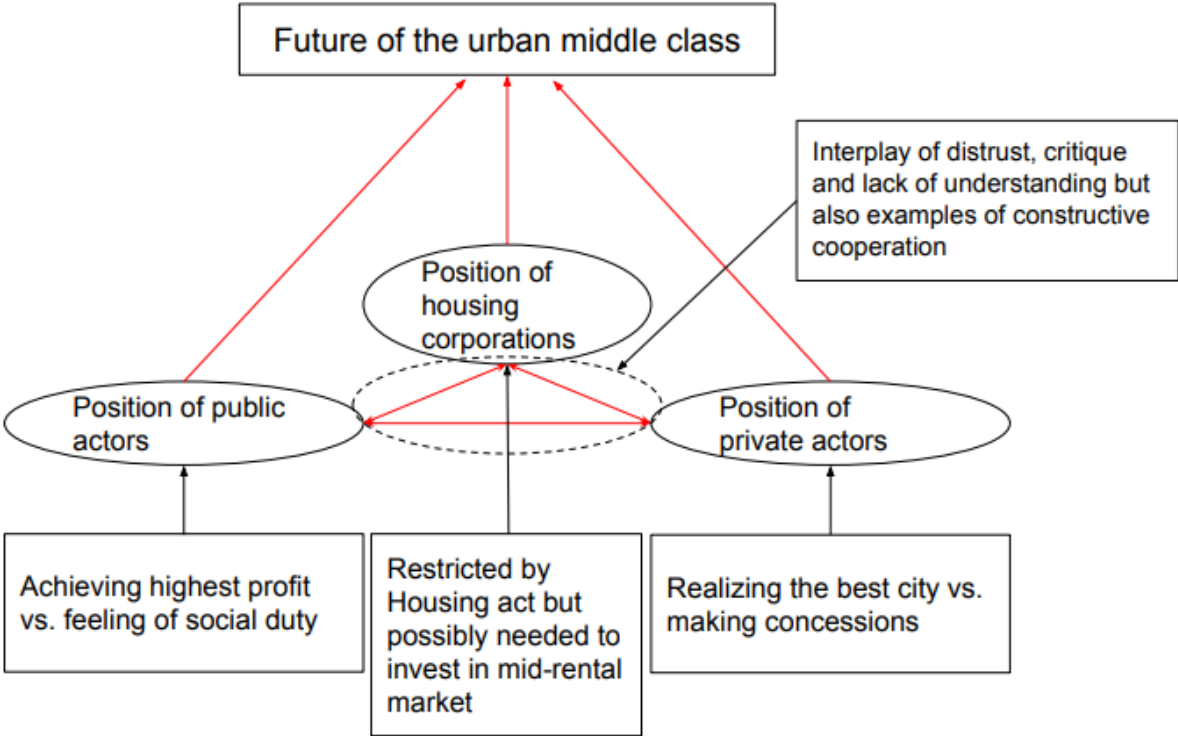 Future of the urban middle class
Interplay of distrust, critique
and lack of understanding but
also examples of constructive
cooperation
Position of
housing
corporations
Position of public
actors
Position of
private actors
Achieving highest profit
vs. feeling of social duty
Restricted by
Housing act but
possibly needed to
invest in mid-rental
market
Realizing the best city vs.
making concessions